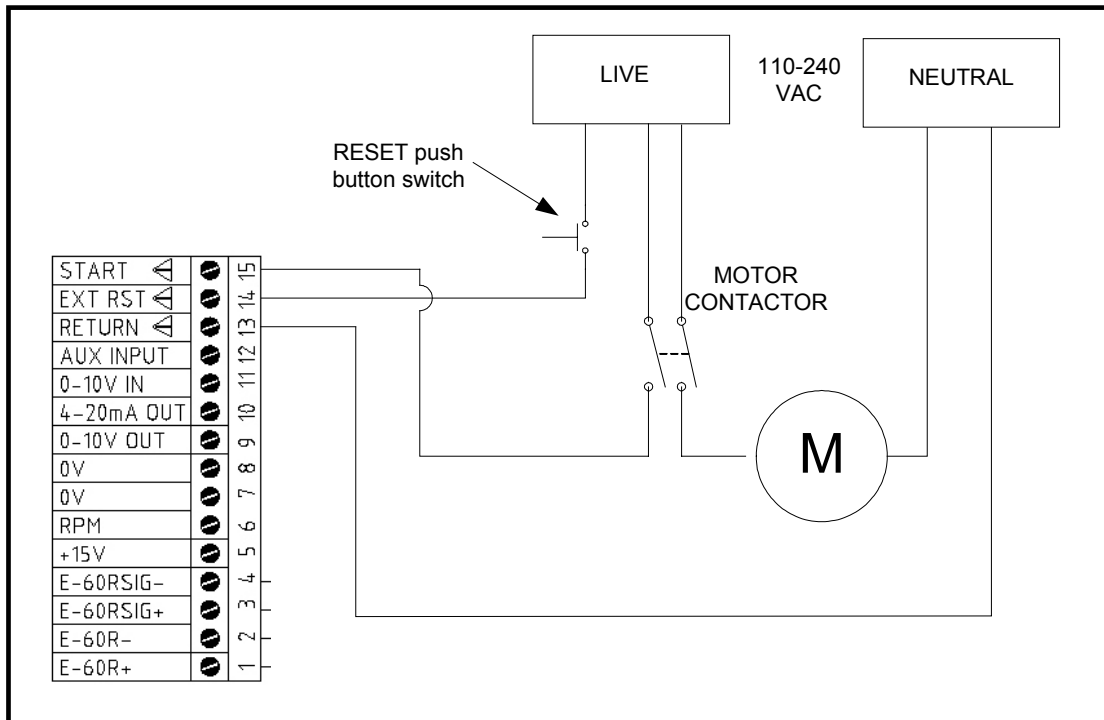 LIVE
110-240
VAC
NEUTRAL
RESET push
button switch
MOTOR
CONTACTOR
M
START 15
EXT RST 14
RETURN 13
AUX INPUT 12
0-10V IN 11
4-20mA OUT 10
0-10V OUT 9
0V 8
0V 7
RPM 6
+15V 5
E-60RSIG- 4
E-60RSIG+ 3
E-60R- 2
E-60R+ 1